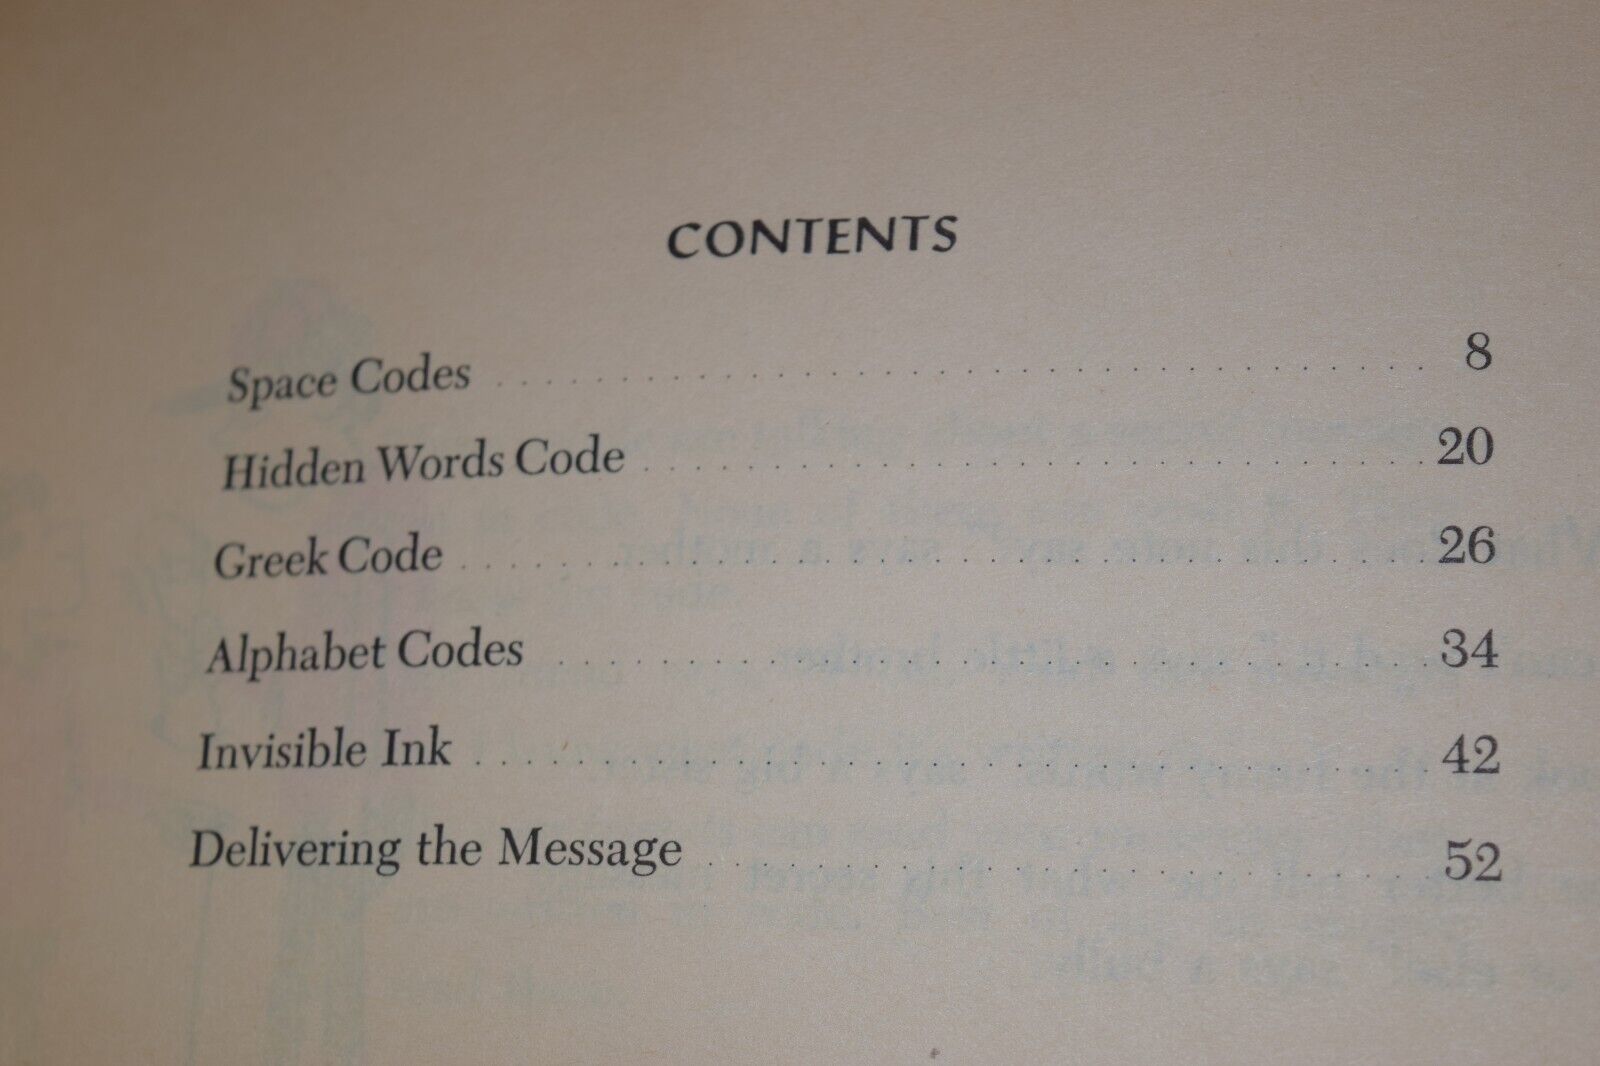 CONTENTS
Space Codes . . . . . . . . . . . . . . . . . . . . . . . . . . . . . . . . . . . . . 8
Hidden Words Code . . . . . . . . . . . . . . . . . . . . . . . . . . . . . . 20
Greek Code . . . . . . . . . . . . . . . . . . . . . . . . . . . . . . . . . . . . . . 26
Alphabet Codes . . . . . . . . . . . . . . . . . . . . . . . . . . . . . . . . . . 34
Invisible Ink . . . . . . . . . . . . . . . . . . . . . . . . . . . . . . . . . . . . . 42
Delivering the Message . . . . . . . . . . . . . . . . . . . . . . . . . . . 52